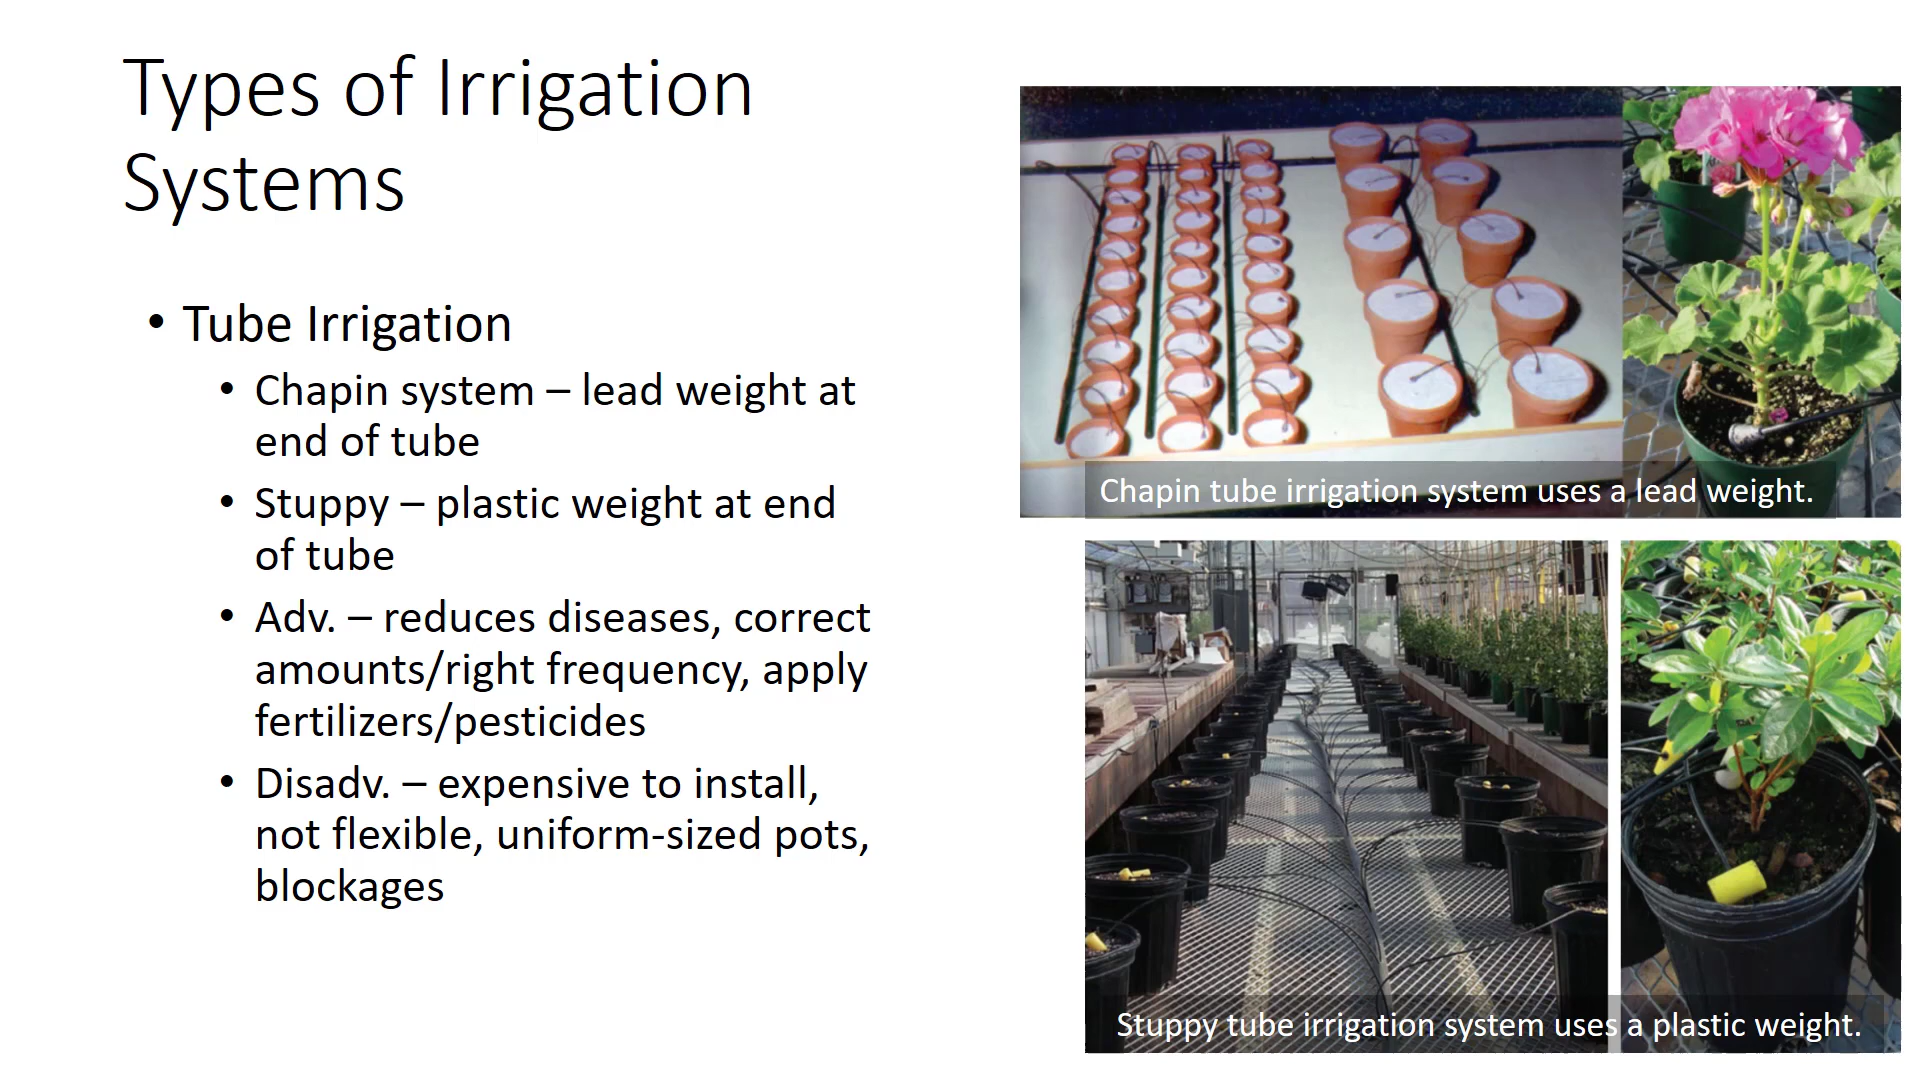 Types of Irrigation
Systems
• Tube Irrigation
• Chapin system – lead weight at
end of tube
• Stuppy – plastic weight at end
of tube
• Adv. – reduces diseases, correct
amounts/right frequency, apply
fertilizers/pesticides
• Disadv. – expensive to install,
not flexible, uniform-sized pots,
blockages
Chapin tube irrigation system uses a lead weight.
Stuppy tube irrigation system uses a plastic weight.